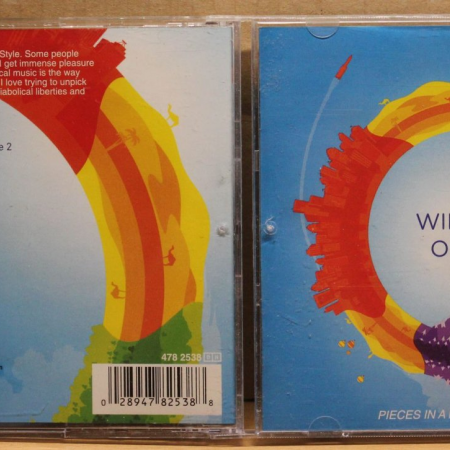 Style. Some people
I get immense pleasure
cal music is the way
I love trying to unpick
iabolical liberties and
e 2
478 2538
0 28947 82538 8
WI
O
PIECES IN A